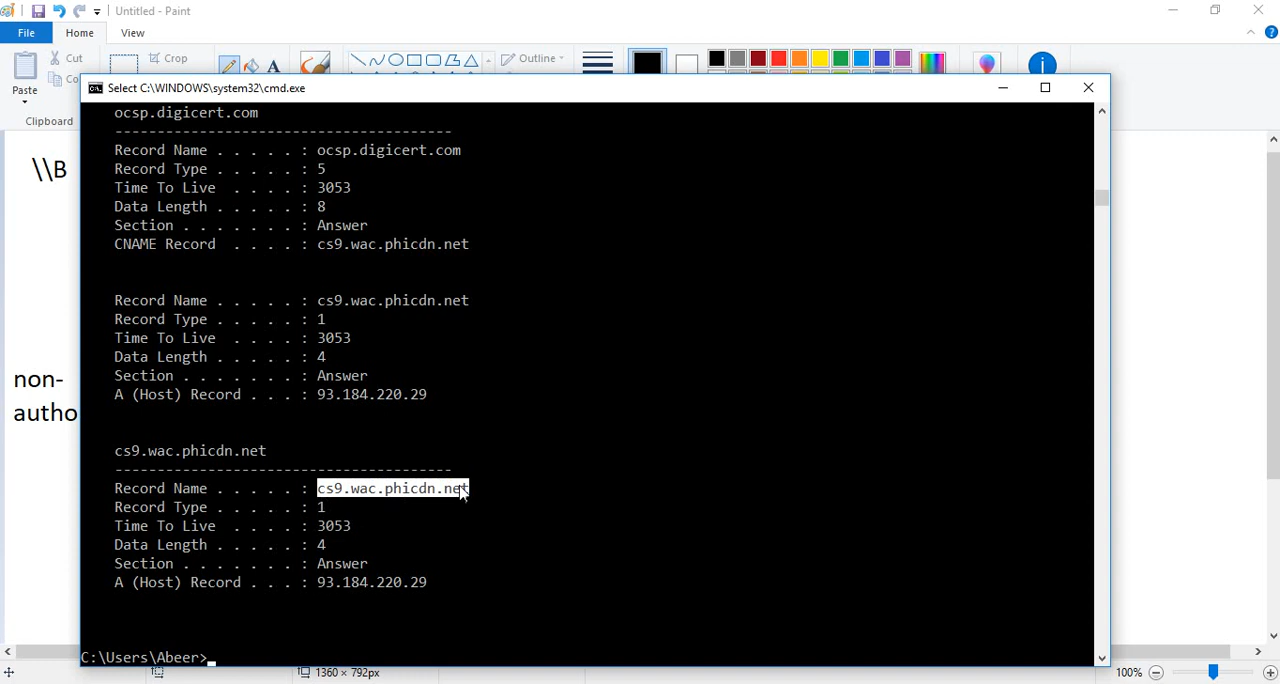 Untitled - Paint
File
Home
View
Paste
Cut
Co
Crop
A
Outline
Clipboard
Select C:\WINDOWS\system32\cmd.exe
\\B
non-
autho
ocsp.digicert.com
----------------------------------------
Record Name . . . . . : ocsp.digicert.com
Record Type . . . . . : 5
Time To Live  . . . . : 3053
Data Length . . . . . : 8
Section . . . . . . . : Answer
CNAME Record  . . . . : cs9.wac.phicdn.net
Record Name . . . . . : cs9.wac.phicdn.net
Record Type . . . . . : 1
Time To Live  . . . . : 3053
Data Length . . . . . : 4
Section . . . . . . . : Answer
A (Host) Record . . . : 93.184.220.29
cs9.wac.phicdn.net
----------------------------------------
Record Name . . . . . : cs9.wac.phicdn.net
Record Type . . . . . : 1
Time To Live  . . . . : 3053
Data Length . . . . . : 4
Section . . . . . . . : Answer
A (Host) Record . . . : 93.184.220.29
C:\Users\Abeer>_
1360 × 792px
100%